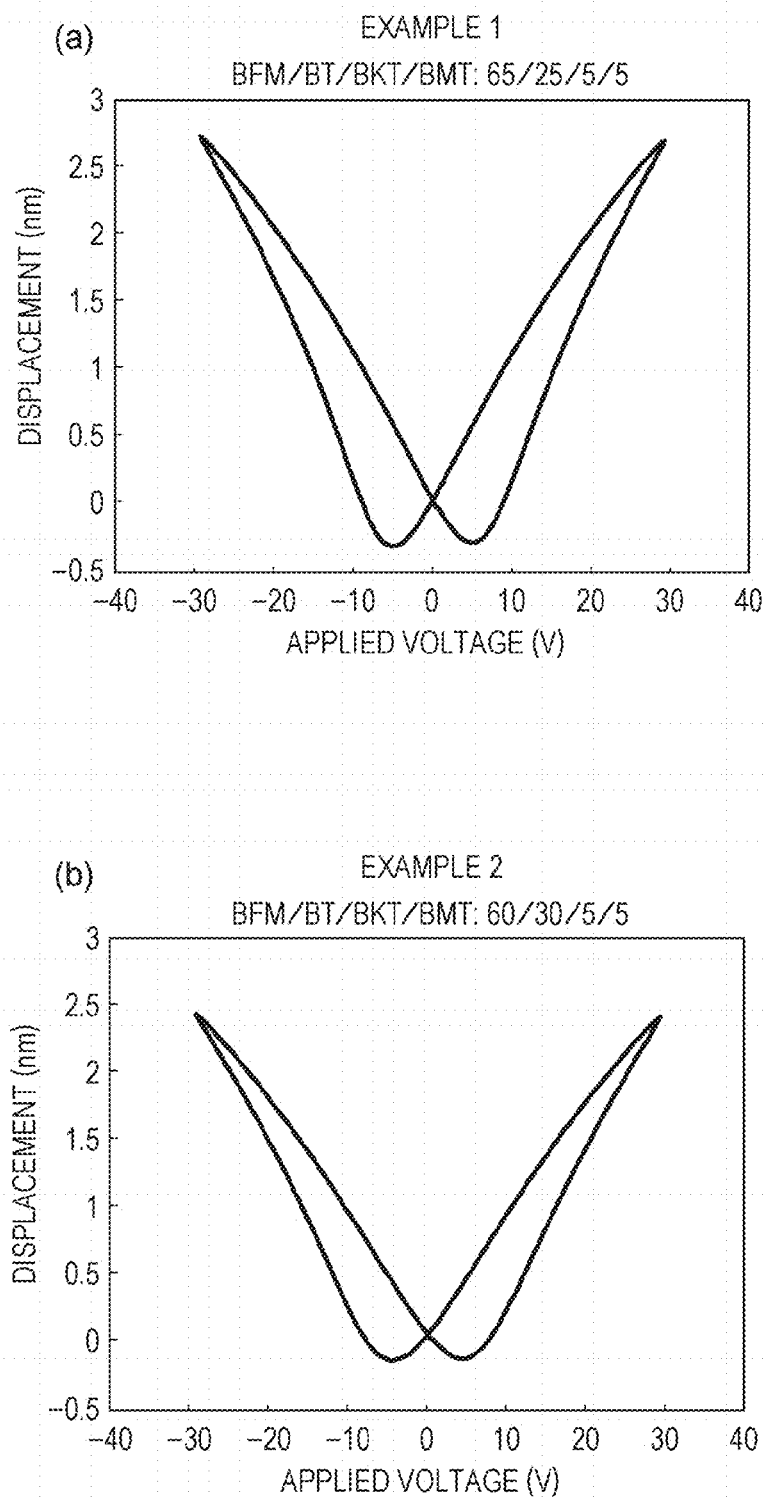 (a)
EXAMPLE 1
BFM/BT/BKT/BMT: 65/25/5/5
3
2.5
2
1.5
1
0.5
0
−0.5
DISPLACEMENT (nm)
−40 −30 −20 −10 0 10 20 30 40
APPLIED VOLTAGE (V)
(b)
EXAMPLE 2
BFM/BT/BKT/BMT: 60/30/5/5
3
2.5
2
1.5
1
0.5
0
−0.5
DISPLACEMENT (nm)
−40 −30 −20 −10 0 10 20 30 40
APPLIED VOLTAGE (V)